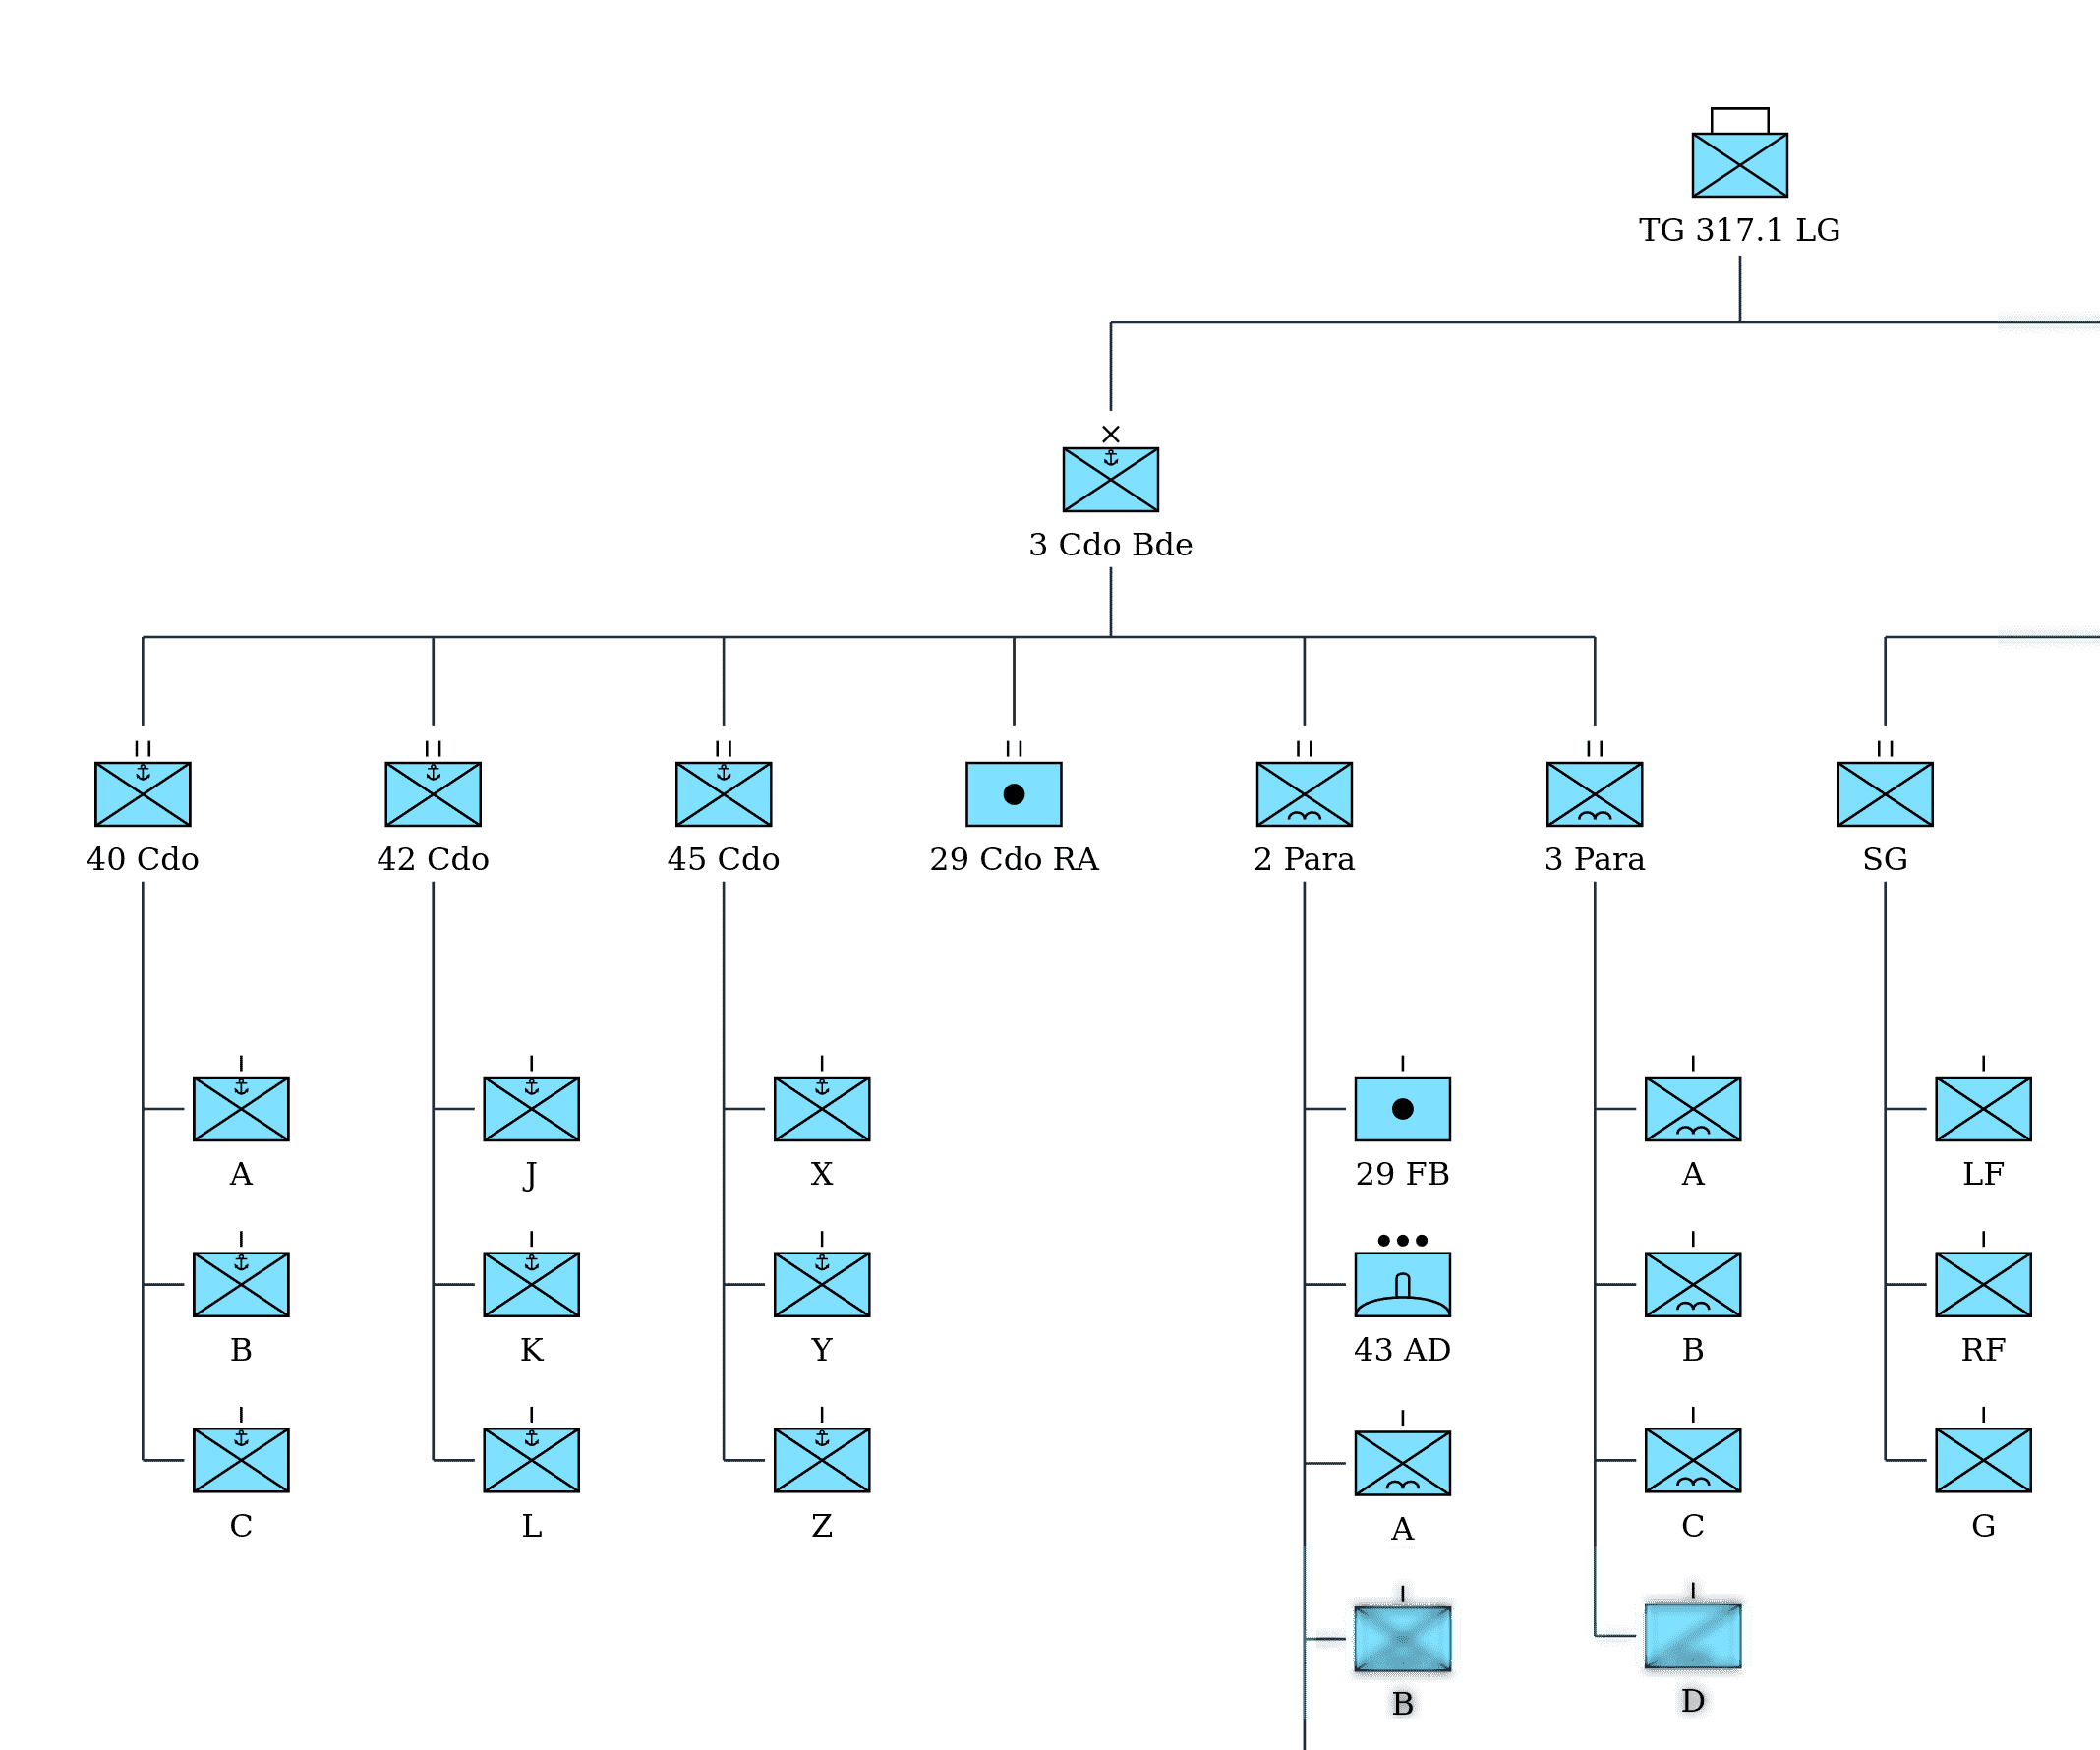 TG 317.1 LG
3 Cdo Bde
40 Cdo
42 Cdo
45 Cdo
29 Cdo RA
2 Para
3 Para
SG
A
J
X
29 FB
A
LF
B
K
Y
43 AD
B
RF
C
L
Z
A
C
G
B
D